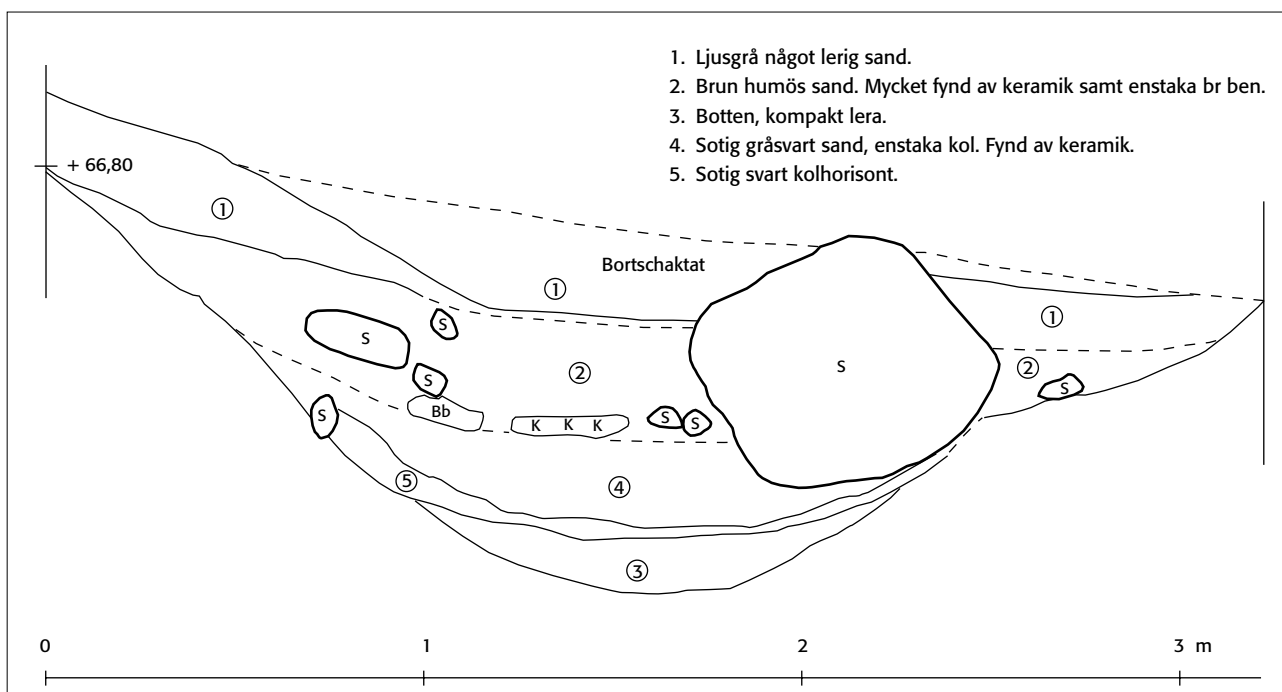 1. Ljusgrå något lerig sand.
2. Brun humös sand. Mycket fynd av keramik samt enstaka br ben.
3. Botten, kompakt lera.
4. Sotig gråsvart sand, enstaka kol. Fynd av keramik.
5. Sotig svart kolhorisont.
+ 66,80
1
Bortschaktat
1
1
S
S
S
2
2
S
S
Bb
K K K
S
S
S
S
5
4
3
0 1 2 3 m